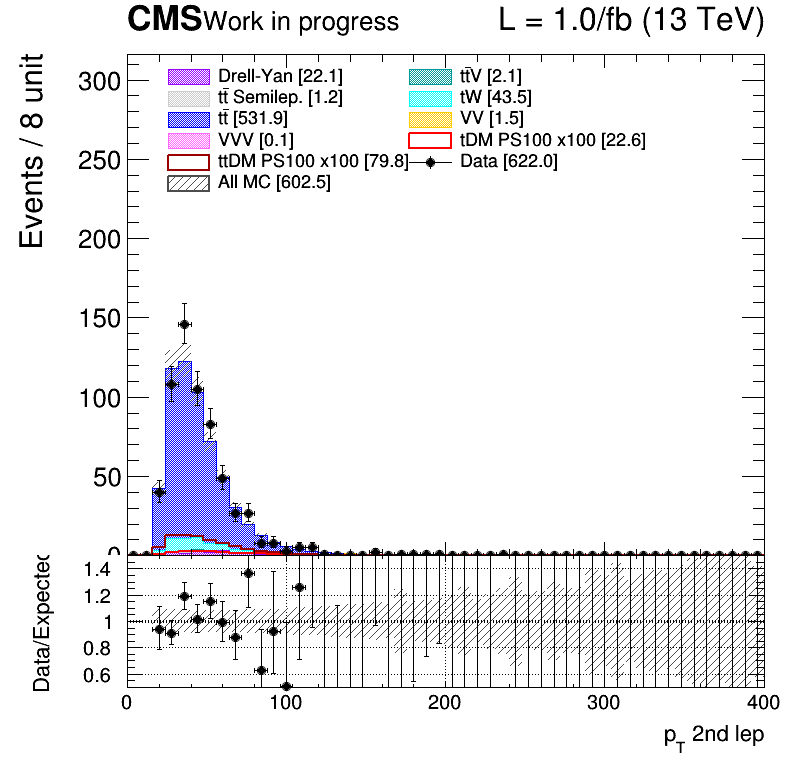 CMS Work in progress L = 1.0/fb (13 TeV)
Events / 8 unit
300
250
200
150
100
50
0
Drell-Yan [22.1] tt̄V [2.1]
tt̄ Semilep. [1.2] tW [43.5]
tt̄ [531.9] VV [1.5]
VVV [0.1] tDM PS100 x100 [22.6]
ttDM PS100 x100 [79.8] Data [622.0]
All MC [602.5]
Data/Expected
1.4
1.2
1
0.8
0.6
0 100 200 300 400
p_T 2nd lep